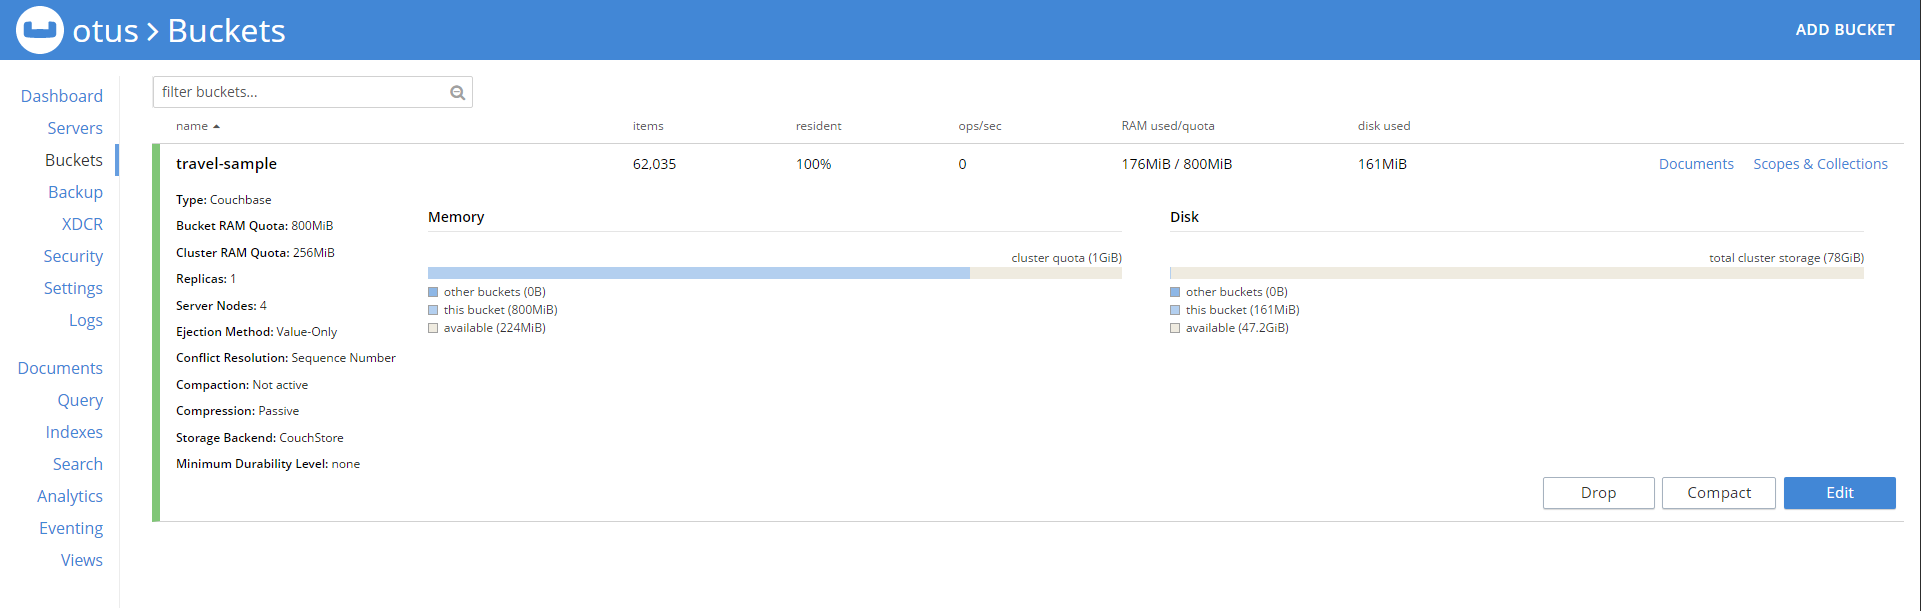 otus > Buckets
ADD BUCKET
Dashboard
Servers
Buckets
Backup
XDCR
Security
Settings
Logs
Documents
Query
Indexes
Search
Analytics
Eventing
Views
filter buckets...
name items resident ops/sec RAM used/quota disk used
travel-sample 62,035 100% 0 176MiB / 800MiB 161MiB Documents Scopes & Collections
Type: Couchbase
Bucket RAM Quota: 800MiB
Cluster RAM Quota: 256MiB
Replicas: 1
Server Nodes: 4
Ejection Method: Value-Only
Conflict Resolution: Sequence Number
Compaction: Not active
Compression: Passive
Storage Backend: CouchStore
Minimum Durability Level: none
Memory
cluster quota (1GiB)
other buckets (0B)
this bucket (800MiB)
available (224MiB)
Disk
total cluster storage (78GiB)
other buckets (0B)
this bucket (161MiB)
available (47.2GiB)
Drop Compact Edit